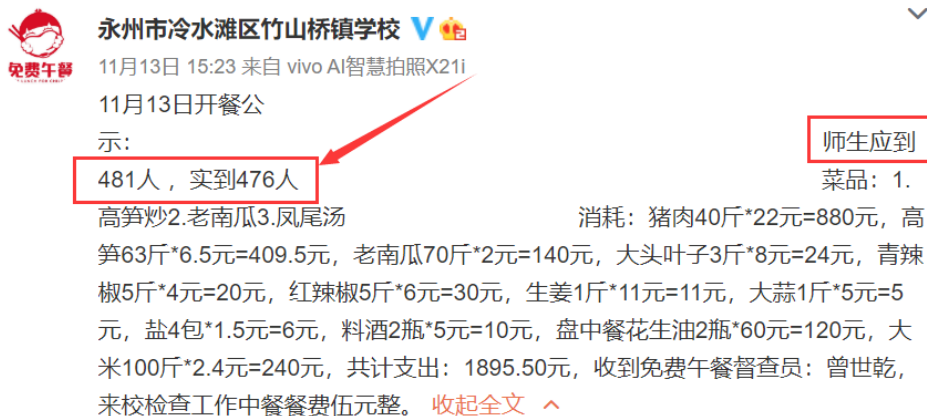 永州市冷水滩区竹山桥镇学校
免费午餐
11月13日 15:23 来自 vivo AI智慧拍照X21i
11月13日开餐公
示： 师生应到
481人 ，实到476人 菜品：1.
高笋炒2.老南瓜3.凤尾汤 消耗：猪肉40斤*22元=880元，高
笋63斤*6.5元=409.5元，老南瓜70斤*2元=140元，大头叶子3斤*8元=24元，青辣
椒5斤*4元=20元，红辣椒5斤*6元=30元，生姜1斤*11元=11元，大蒜1斤*5元=5
元，盐4包*1.5元=6元，料酒2瓶*5元=10元，盘中餐花生油2瓶*60元=120元，大
米100斤*2.4元=240元，共计支出：1895.50元，收到免费午餐督查员：曾世乾，
来校检查工作中餐餐费伍元整。 收起全文